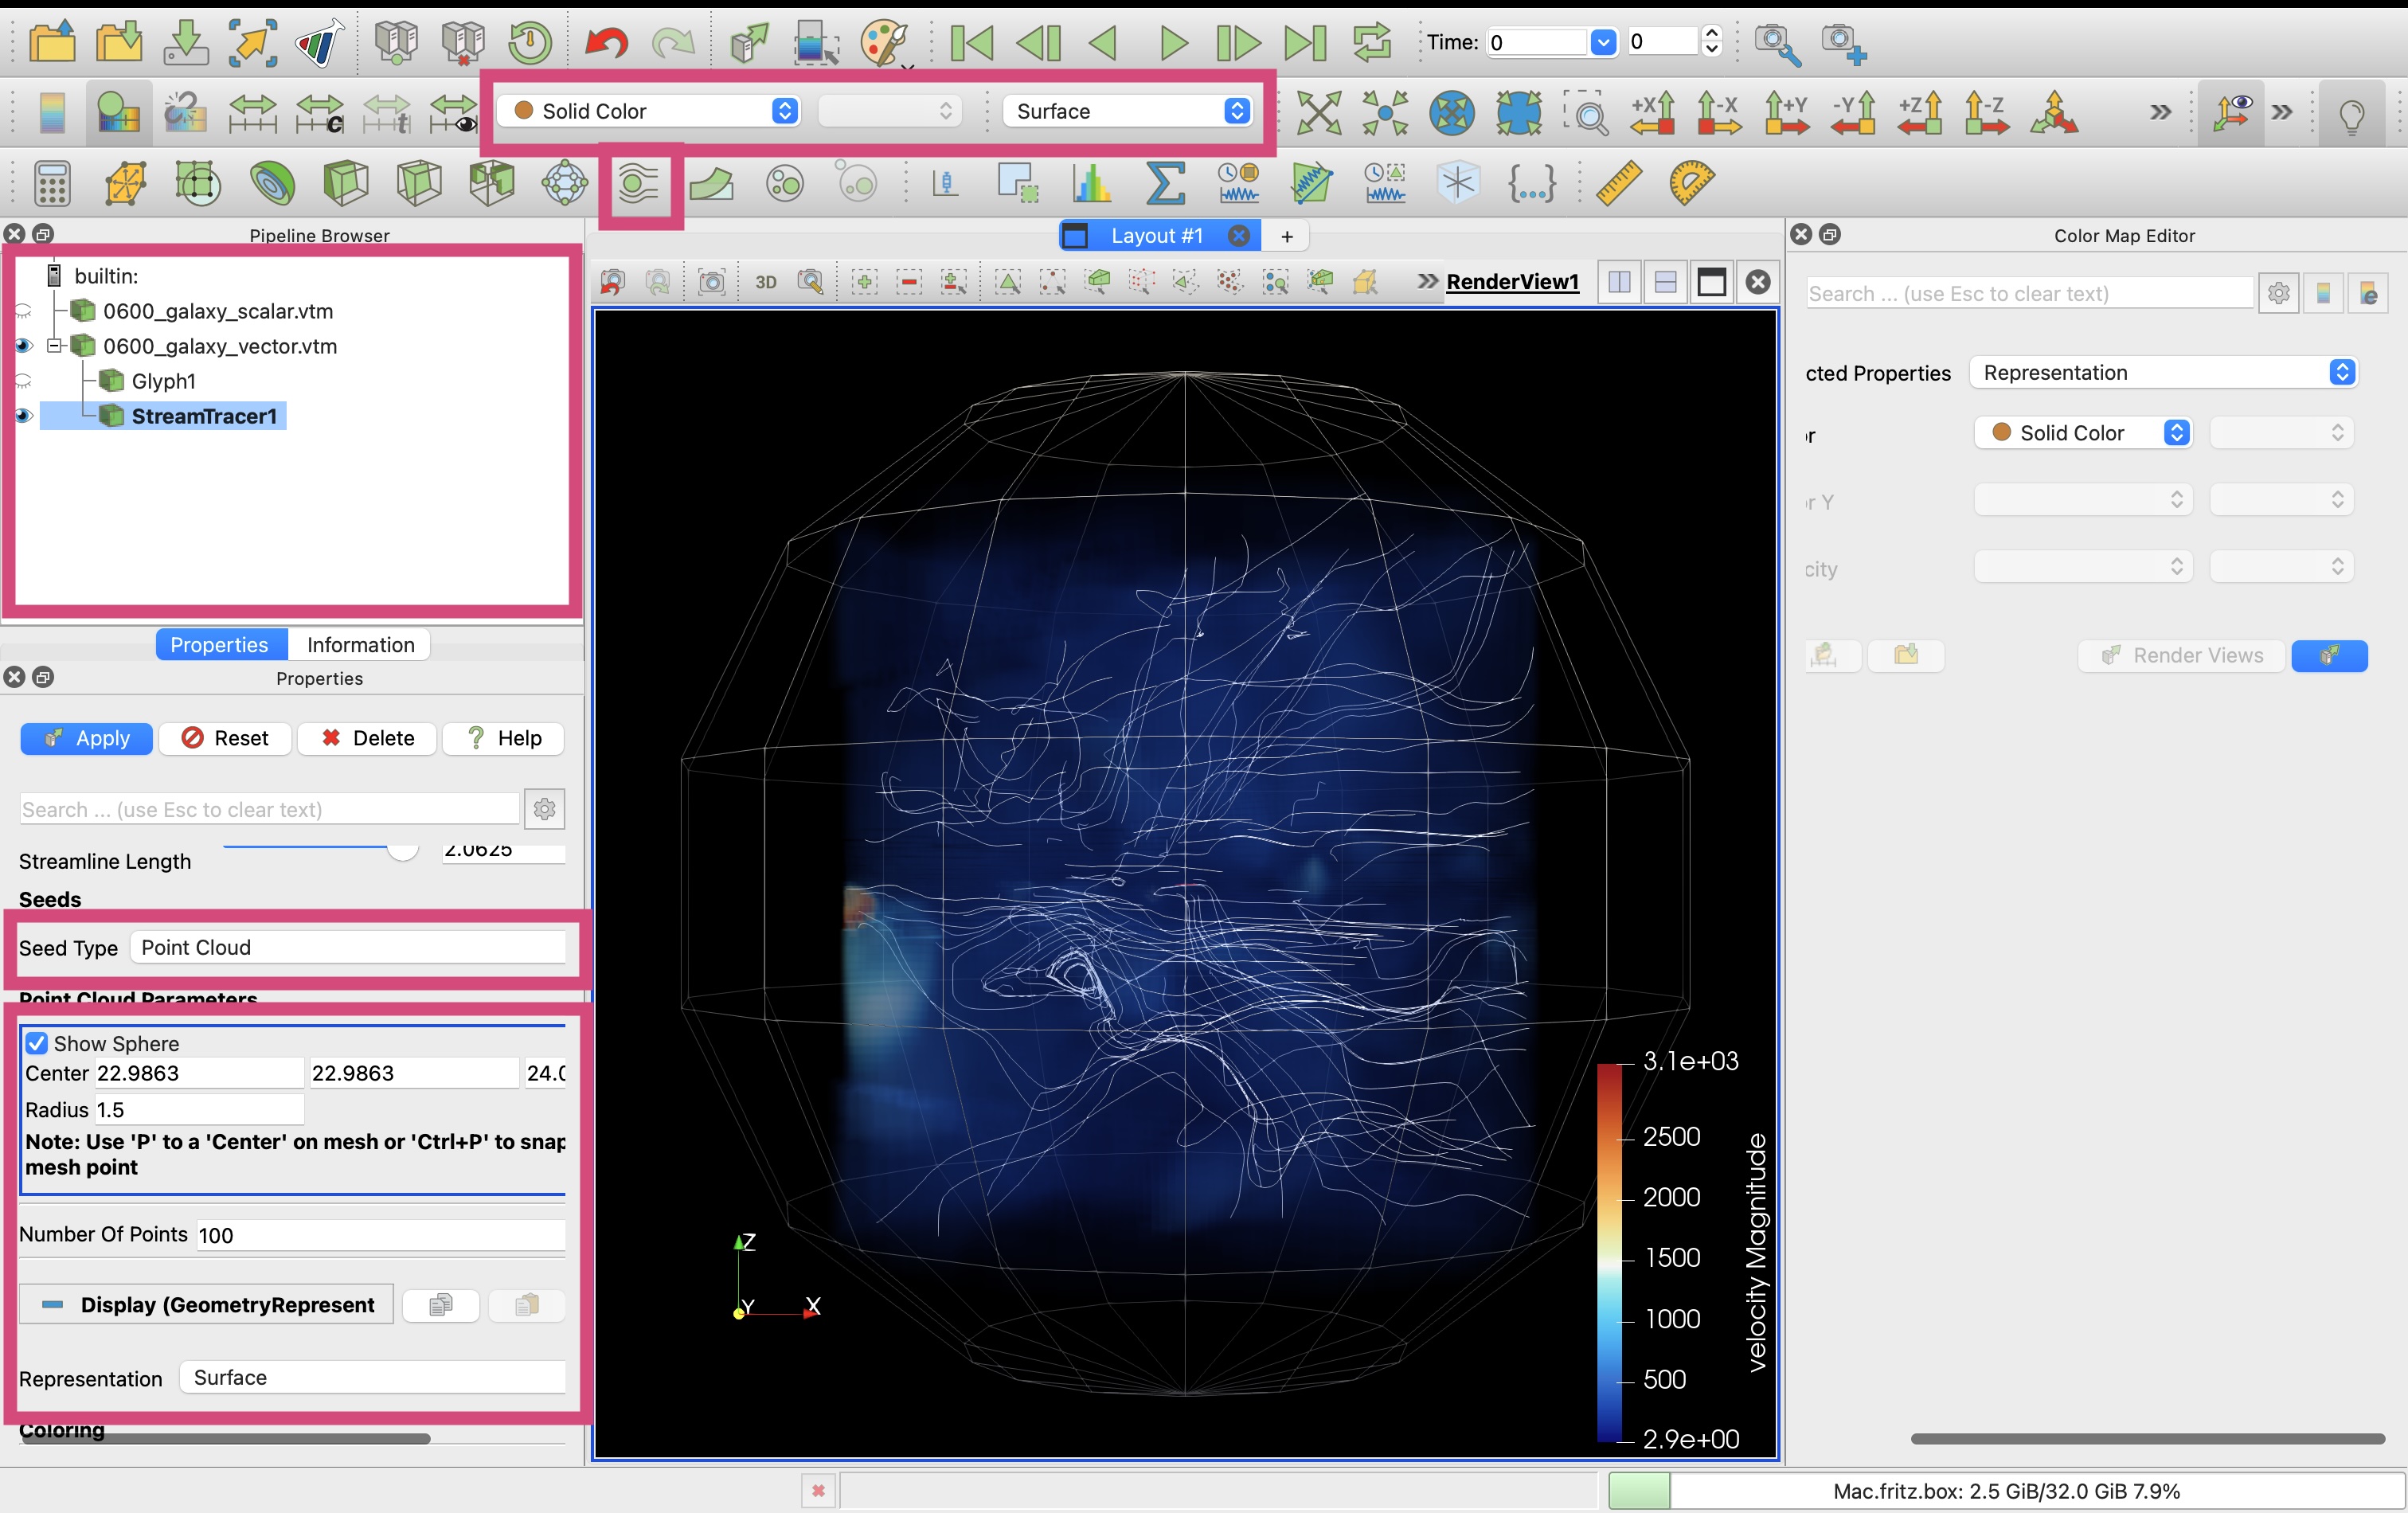 Time: 0 0
Solid Color Surface
c t +X -X +Y -Y +Z -Z
Pipeline Browser
builtin:
0600_galaxy_scalar.vtm
0600_galaxy_vector.vtm
Glyph1
StreamTracer1
Properties Information
Properties
Apply Reset Delete Help
Search ... (use Esc to clear text)
Streamline Length 2.0625
Seeds
Seed Type Point Cloud
Point Cloud Parameters
Show Sphere
Center 22.9863 22.9863 24.0
Radius 1.5
Note: Use 'P' to a 'Center' on mesh or 'Ctrl+P' to snap
mesh point
Number Of Points 100
Display (GeometryRepresent
Representation Surface
Coloring
Layout #1 +
3D RenderView1
Z
Y X
3.1e+03
2500
2000
1500
1000
500
2.9e+00
velocity Magnitude
Color Map Editor
Search ... (use Esc to clear text)
e
cted Properties Representation
r Solid Color
r Y
city
Render Views
Mac.fritz.box: 2.5 GiB/32.0 GiB 7.9%